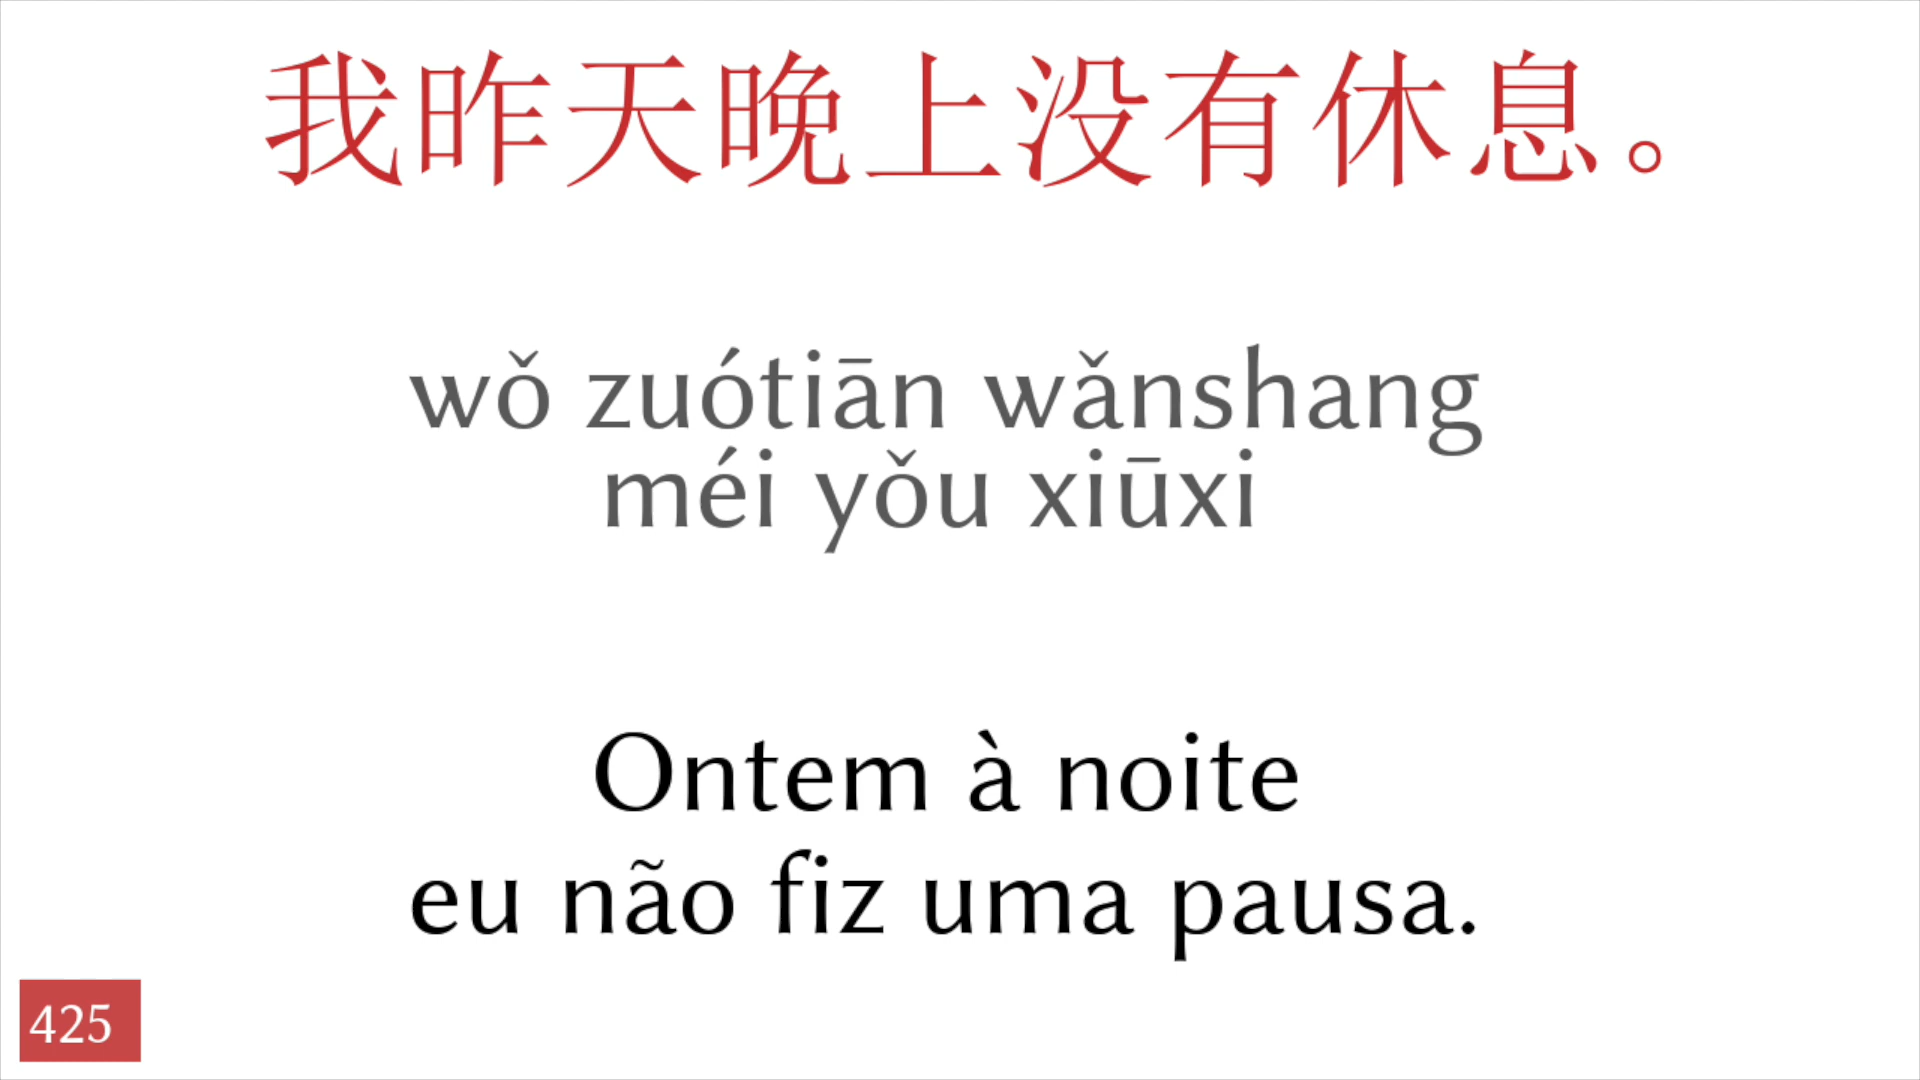 我昨天晚上没有休息。
wǒ zuótiān wǎnshang
méi yǒu xiūxi
Ontem à noite
eu não fiz uma pausa.
425